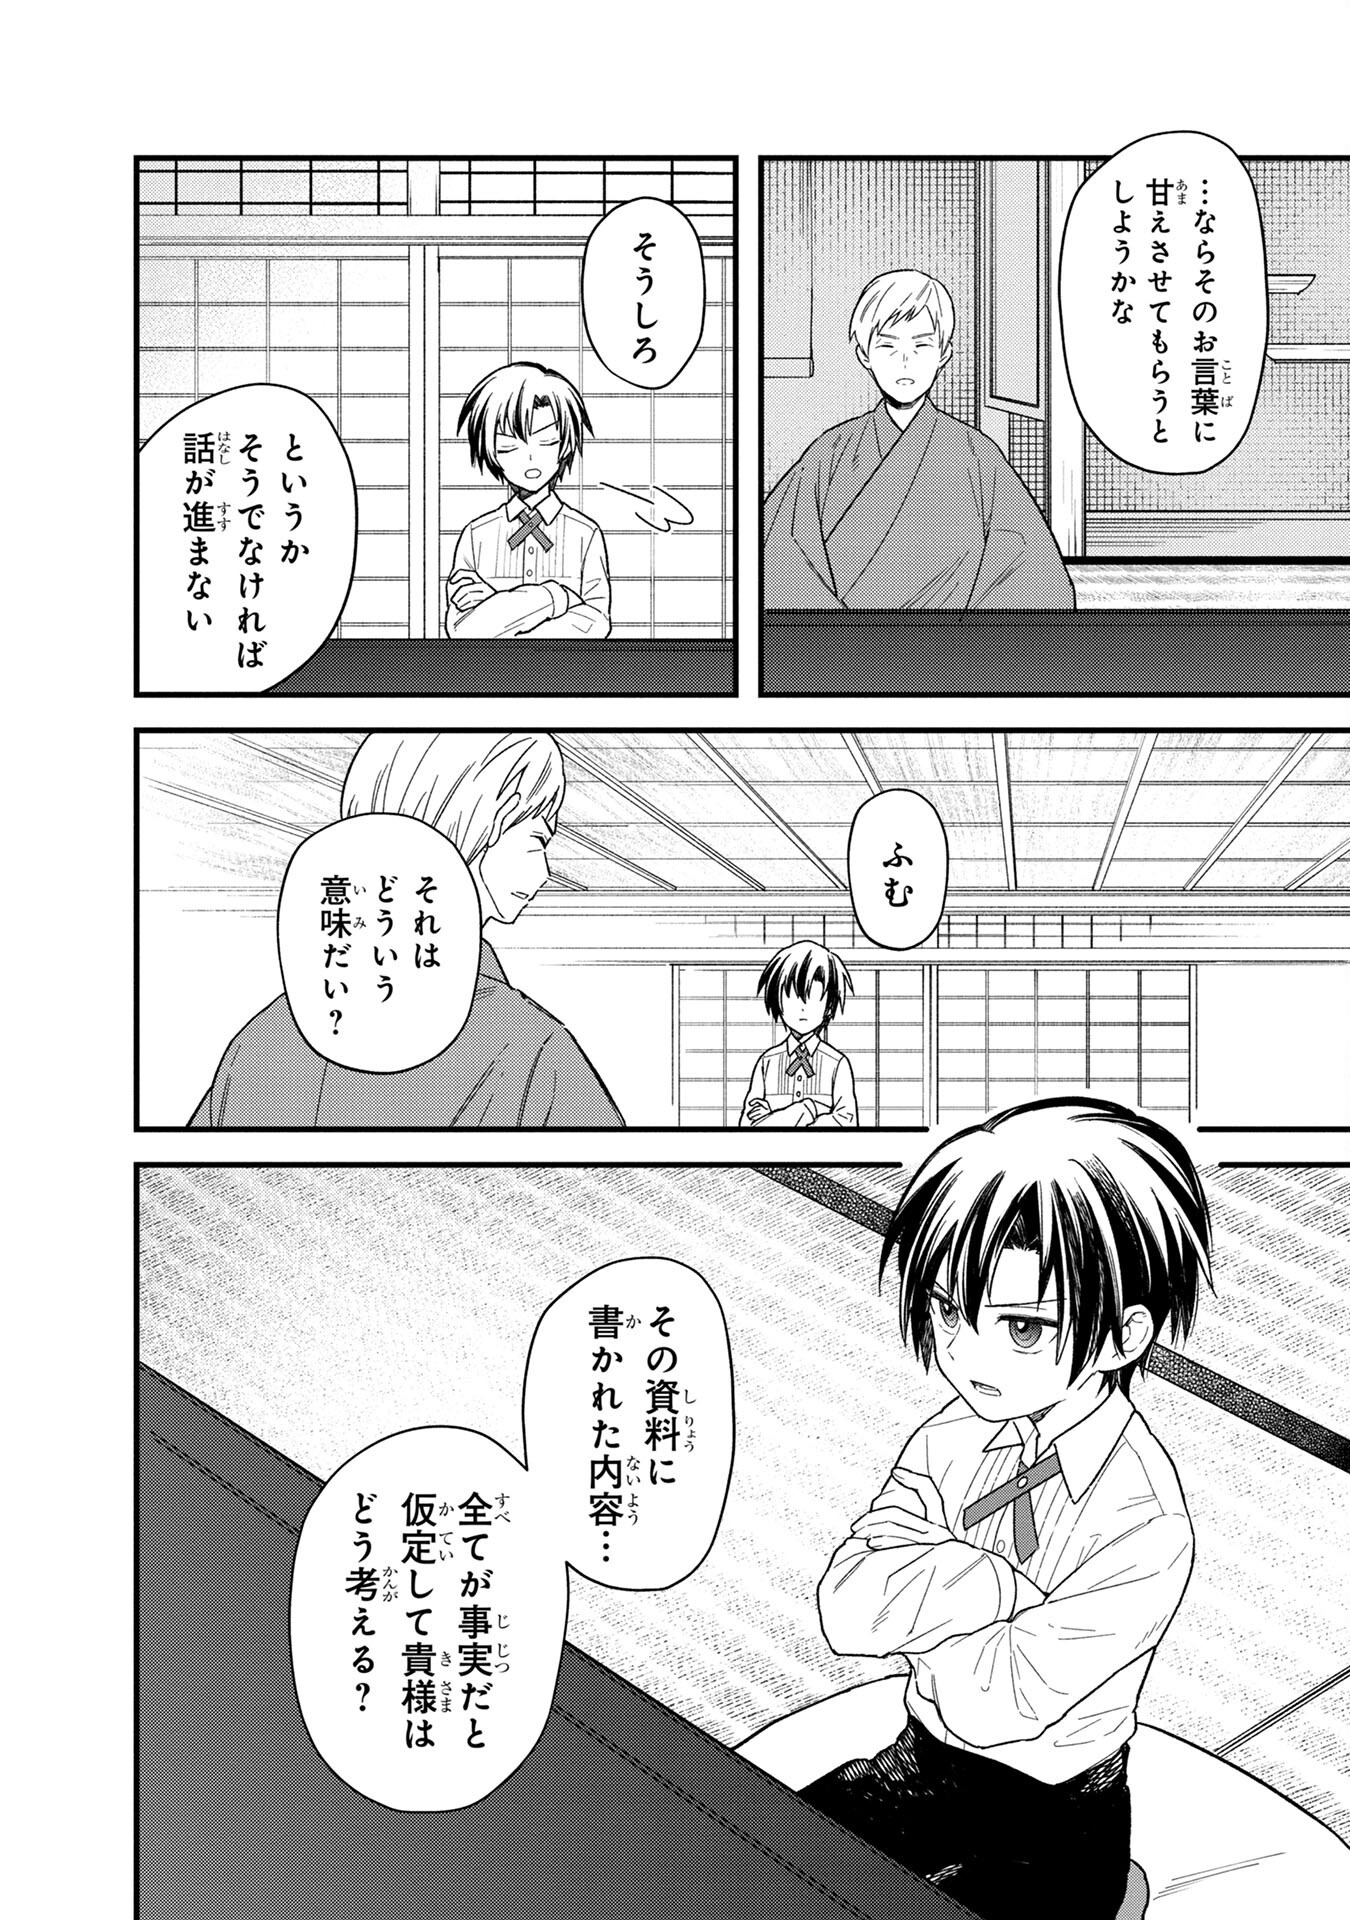 …ならそのお言葉に
甘えさせてもらうと
しようかな
そうしろ
というか
そうでなければ
話が進まない
ふむ
それは
どういう
意味だい？
その資料に
書かれた内容…
全てが事実だと
仮定して貴様は
どう考える？